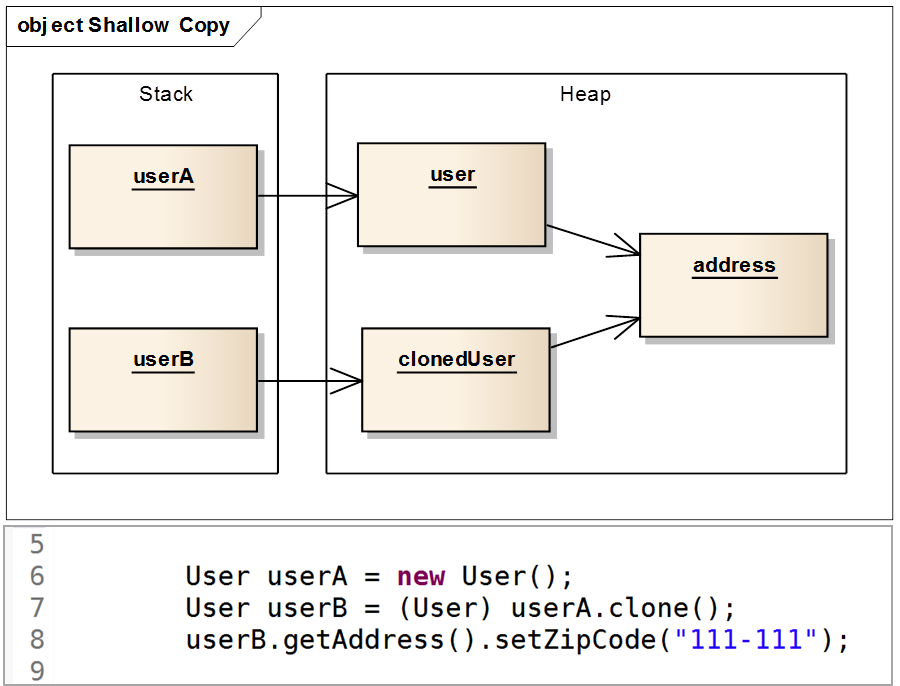 object Shallow Copy
Stack
Heap
userA
user
address
userB
clonedUser
5
6 User userA = new User();
7 User userB = (User) userA.clone();
8 userB.getAddress().setZipCode("111-111");
9